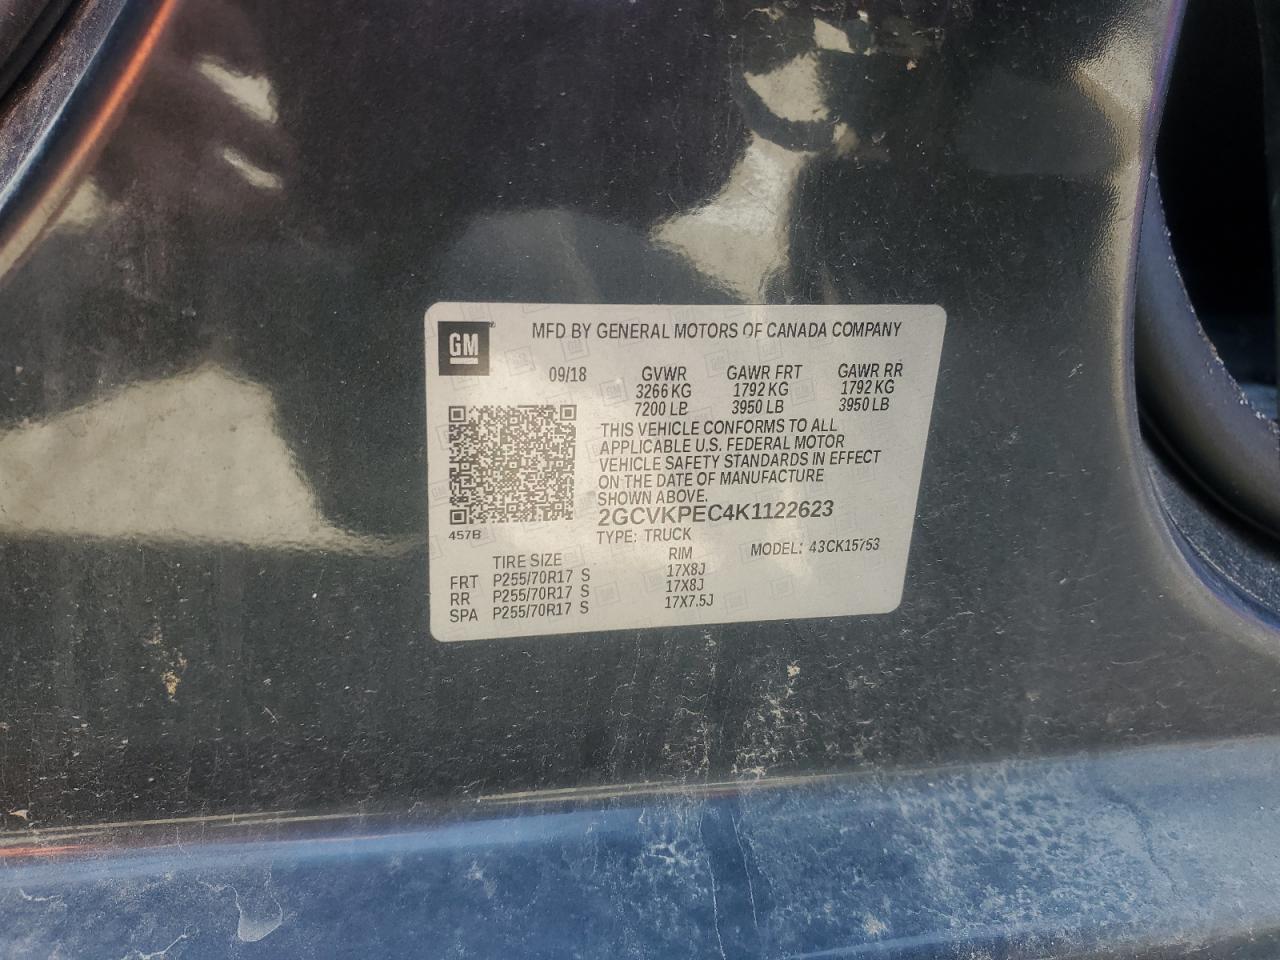 GM
MFD BY GENERAL MOTORS OF CANADA COMPANY
09/18 GVWR GAWR FRT GAWR RR
3266 KG 1792 KG 1792 KG
7200 LB 3950 LB 3950 LB
THIS VEHICLE CONFORMS TO ALL
APPLICABLE U.S. FEDERAL MOTOR
VEHICLE SAFETY STANDARDS IN EFFECT
ON THE DATE OF MANUFACTURE
SHOWN ABOVE.
2GCVKPEC4K1122623
457B TYPE: TRUCK
TIRE SIZE RIM MODEL: 43CK15753
FRT P255/70R17 S 17X8J
RR P255/70R17 S 17X8J
SPA P255/70R17 S 17X7.5J